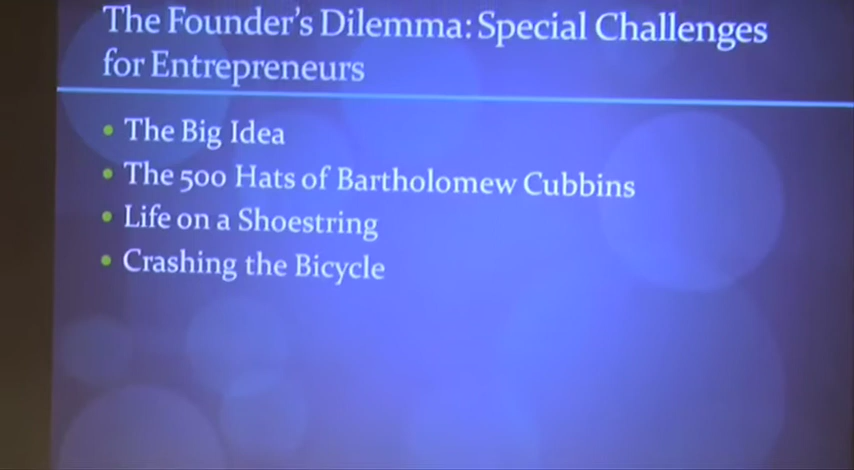 The Founder's Dilemma: Special Challenges
for Entrepreneurs
• The Big Idea
• The 500 Hats of Bartholomew Cubbins
• Life on a Shoestring
• Crashing the Bicycle